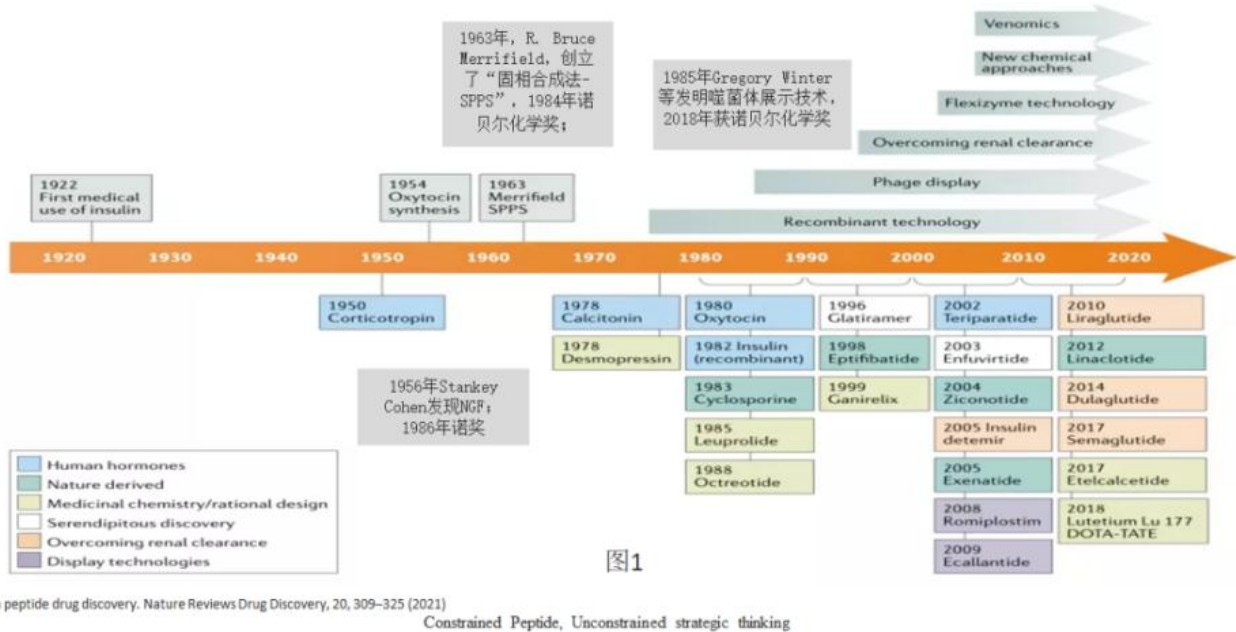 Venomics
New chemical
approaches
Flexizyme technology
Overcoming renal clearance
Phage display
Recombinant technology
1963年, R. Bruce
Merrifield, 创立
了“固相合成法-
SPPS”, 1984年诺
贝尔化学奖;
1985年Gregory Winter
等发明噬菌体展示技术,
2018年获诺贝尔化学奖
1922
First medical
use of insulin
1954
Oxytocin
synthesis
1963
Merrifield
SPPS
1920
1930
1940
1950
1960
1970
1980
1990
2000
2010
2020
1950
Corticotropin
1978
Calcitonin
1978
Desmopressin
1980
Oxytocin
1982 Insulin
(recombinant)
1983
Cyclosporine
1985
Leuprolide
1988
Octreotide
1996
Glatiramer
1998
Eptifibatide
1999
Ganirelix
2002
Teriparatide
2003
Enfuvirtide
2004
Ziconotide
2005 Insulin
detemir
2005
Exenatide
2008
Romiplostim
2009
Ecallantide
2010
Liraglutide
2012
Linaclotide
2014
Dulaglutide
2017
Semaglutide
2017
Etelcalcetide
2018
Lutetium Lu 177
DOTA-TATE
1956年Stankey
Cohen发现NGF;
1986年诺奖
Human hormones
Nature derived
Medicinal chemistry/rational design
Serendipitous discovery
Overcoming renal clearance
Display technologies
图1
peptide drug discovery. Nature Reviews Drug Discovery, 20, 309–325 (2021)
Constrained Peptide, Unconstrained strategic thinking